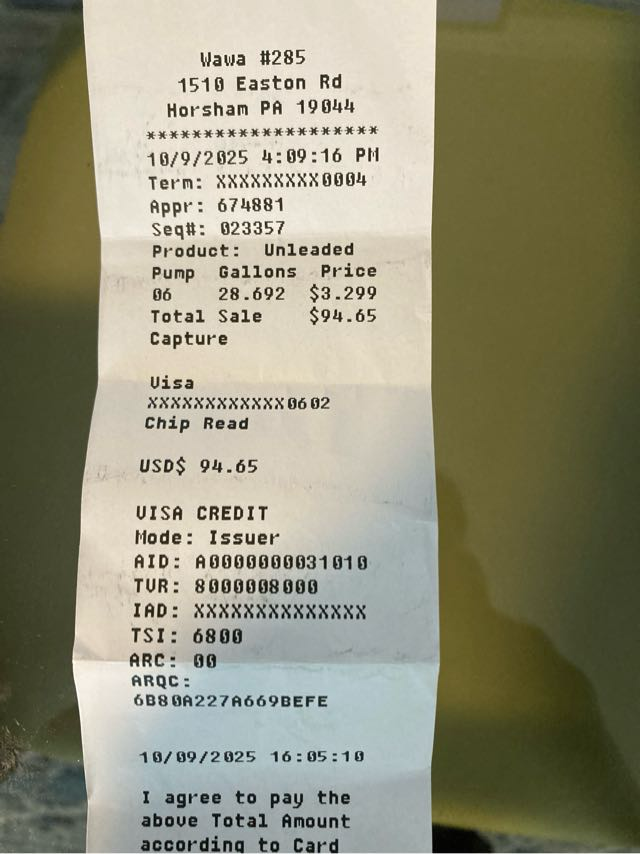 Wawa #285
1510 Easton Rd
Horsham PA 19044
********************
10/9/2025 4:09:16 PM
Term: XXXXXXXXX0004
Appr: 674881
Seq#: 023357
Product: Unleaded
Pump Gallons Price
06 28.692 $3.299
Total Sale $94.65
Capture
Visa
XXXXXXXXXXXX0602
Chip Read
USD$ 94.65
VISA CREDIT
Mode: Issuer
AID: A0000000031010
TVR: 8000008000
IAD: XXXXXXXXXXXXXX
TSI: 6800
ARC: 00
ARQC:
6B80A227A669BEFE
10/09/2025 16:05:10
I agree to pay the
above Total Amount
according to Card